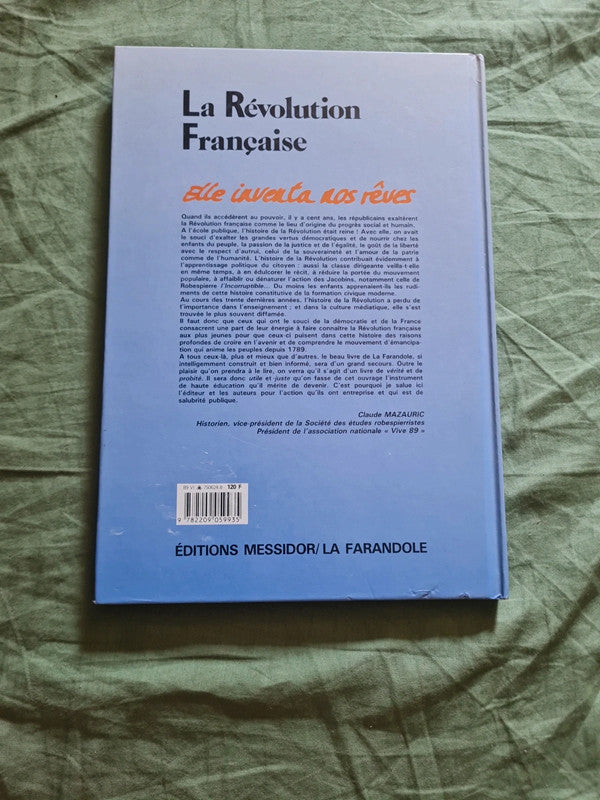 La Révolution
Française
Elle inventa nos rêves
Quand ils accédèrent au pouvoir, il y a cent ans, les républicains exaltèrent
la Révolution française comme le lieu d'origine du progrès social et humain.
A l'école publique, l'histoire de la Révolution était reine ! Avec elle, on avait
le souci d'exalter les grandes vertus démocratiques et de nourrir chez les
enfants du peuple, la passion de la justice et de l'égalité, le goût de la liberté
avec le respect d'autrui, celui de la souveraineté et l'amour de la patrie
comme de l'humanité. L'histoire de la Révolution contribuait évidemment à
l'apprentissage politique du citoyen : aussi la classe dirigeante veilla-t-elle
en même temps, à en édulcorer le récit, à réduire la portée du mouvement
populaire, à affaiblir ou dénaturer l'action des Jacobins, notamment celle de
Robespierre l'Incorruptible... Du moins les enfants apprenaient-ils les rudi-
ments de cette histoire constitutive de la formation civique moderne.
Au cours des trente dernières années, l'histoire de la Révolution a perdu de
l'importance dans l'enseignement ; et dans la culture médiatique, elle s'est
trouvée le plus souvent diffamée.
Il faut donc que ceux qui ont le souci de la démocratie et de la France
consacrent une part de leur énergie à faire connaître la Révolution française
aux plus jeunes pour que ceux-ci puisent dans cette histoire des raisons
profondes de croire en l'avenir et de comprendre le mouvement d'émancipa-
tion qui anime les peuples depuis 1789.
A tous ceux-là, plus et mieux que d'autres, le beau livre de La Farandole, si
intelligemment construit et bien informé, sera d'un grand secours. Outre le
plaisir qu'on prendra à le lire, on verra qu'il s'agit d'un livre de vérité et de
probité. Il sera donc utile et juste qu'on fasse de cet ouvrage l'instrument
de haute éducation qu'il mérite de devenir. C'est pourquoi je salue ici
l'éditeur et les auteurs pour l'action qu'ils ont entreprise et qui est de
salubrité publique.
Claude MAZAURIC
Historien, vice-président de la Société des études robespierristes
Président de l'association nationale « Vive 89 »
120 F
9 782209 059935
ÉDITIONS MESSIDOR/LA FARANDOLE